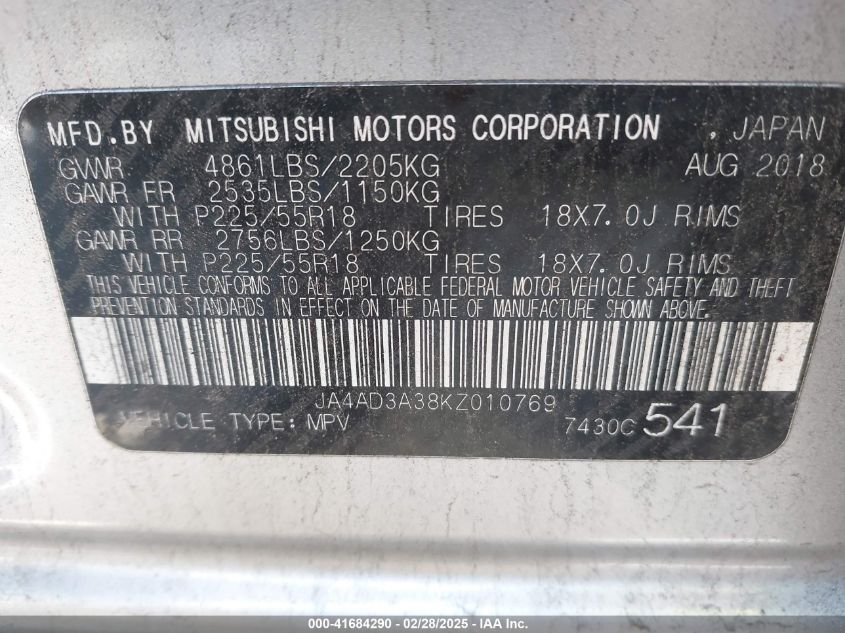 MFD.BY MITSUBISHI MOTORS CORPORATION , JAPAN
GVWR 4861LBS/2205KG AUG 2018
GAWR FR 2535LBS/1150KG
WITH P225/55R18 TIRES 18X7.0J RIMS
GAWR RR 2756LBS/1250KG
WITH P225/55R18 TIRES 18X7.0J RIMS
THIS VEHICLE CONFORMS TO ALL APPLICABLE FEDERAL MOTOR VEHICLE SAFETY AND THEFT
PREVENTION STANDARDS IN EFFECT ON THE DATE OF MANUFACTURE SHOWN ABOVE.
JA4AD3A38KZ010769
VEHICLE TYPE: MPV 7430C 541
000-41684290 - 02/28/2025 - IAA Inc.